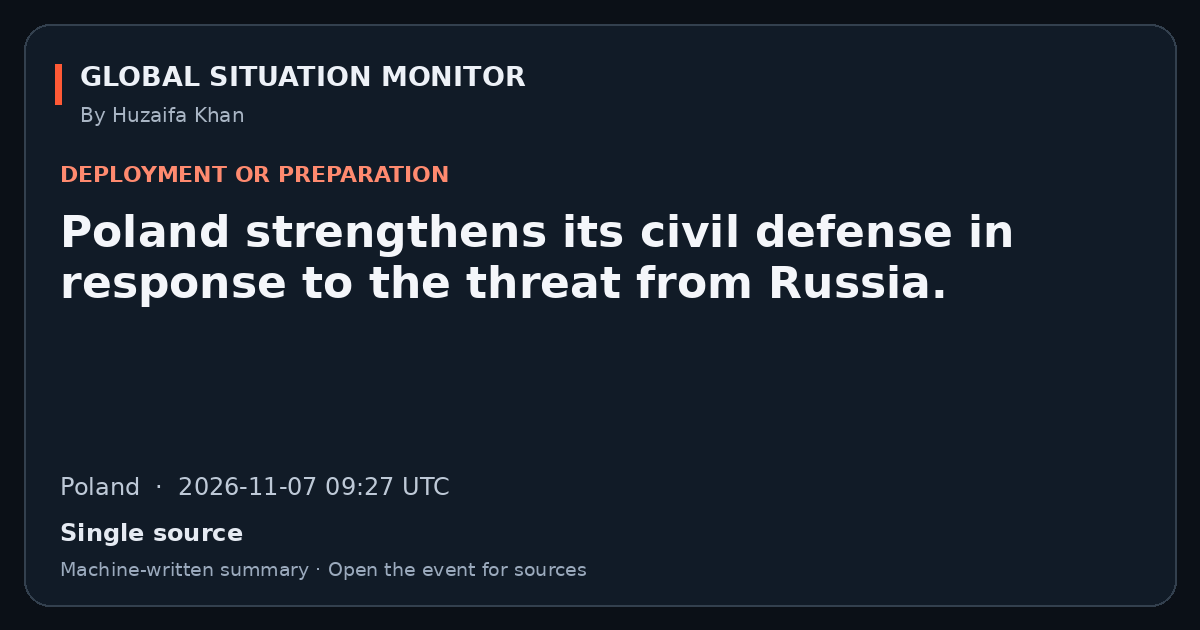 GLOBAL SITUATION MONITOR
By Huzaifa Khan
DEPLOYMENT OR PREPARATION
Poland strengthens its civil defense in
response to the threat from Russia.
Poland · 2026-11-07 09:27 UTC
Single source
Machine-written summary · Open the event for sources